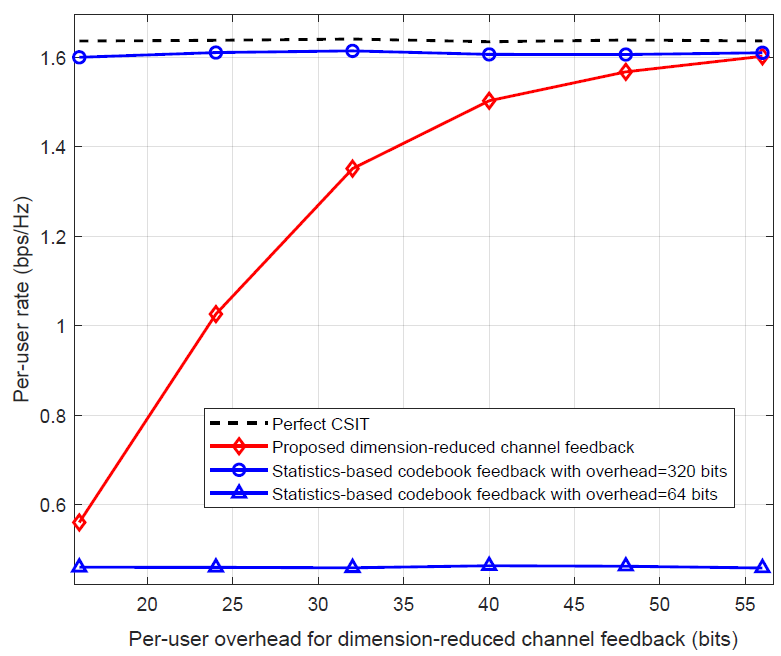 1.6
1.4
1.2
1
0.8
0.6
Per-user rate (bps/Hz)
Perfect CSIT
Proposed dimension-reduced channel feedback
Statistics-based codebook feedback with overhead=320 bits
Statistics-based codebook feedback with overhead=64 bits
20 25 30 35 40 45 50 55
Per-user overhead for dimension-reduced channel feedback (bits)